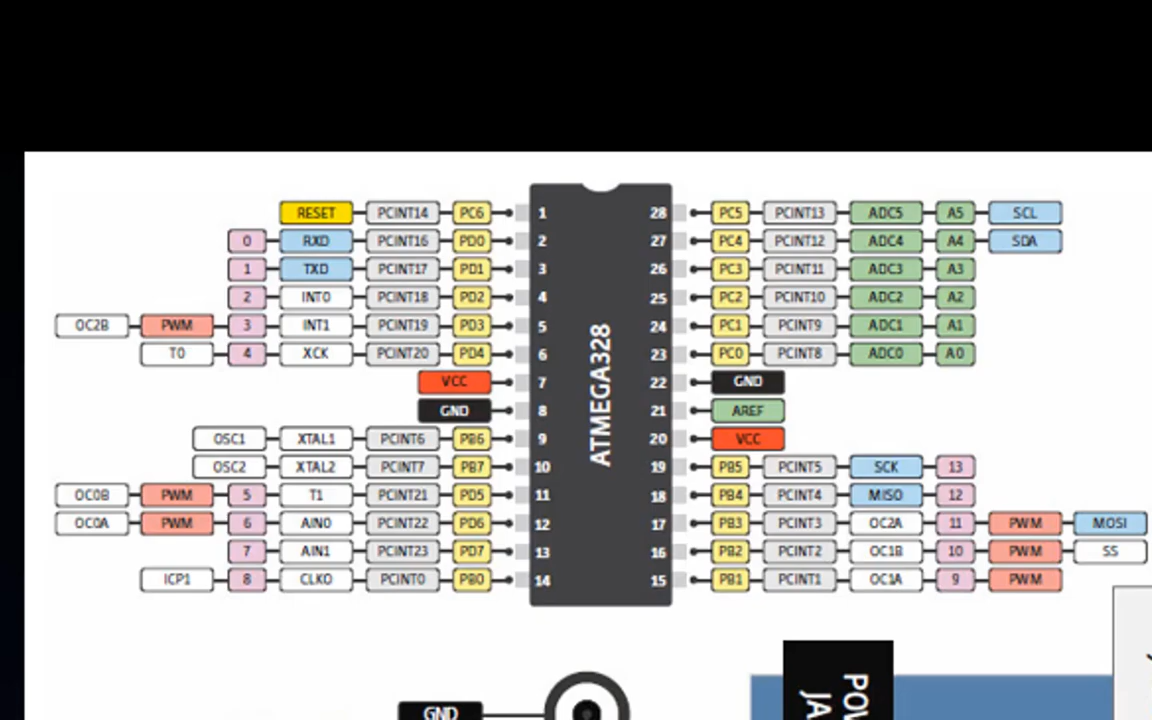 RESET PCINT14 PC6 1 28 PC5 PCINT13 ADC5 A5 SCL
0 RXD PCINT16 PD0 2 27 PC4 PCINT12 ADC4 A4 SDA
1 TXD PCINT17 PD1 3 26 PC3 PCINT11 ADC3 A3
2 INT0 PCINT18 PD2 4 25 PC2 PCINT10 ADC2 A2
OC2B PWM 3 INT1 PCINT19 PD3 5 24 PC1 PCINT9 ADC1 A1
T0 4 XCK PCINT20 PD4 6 23 PC0 PCINT8 ADC0 A0
VCC 7 22 GND
GND 8 21 AREF
OSC1 XTAL1 PCINT6 PB6 9 20 VCC
OSC2 XTAL2 PCINT7 PB7 10 19 PB5 PCINT5 SCK 13
OC0B PWM 5 T1 PCINT21 PD5 11 18 PB4 PCINT4 MISO 12
OC0A PWM 6 AIN0 PCINT22 PD6 12 17 PB3 PCINT3 OC2A 11 PWM MOSI
7 AIN1 PCINT23 PD7 13 16 PB2 PCINT2 OC1B 10 PWM SS
ICP1 8 CLKO PCINT0 PB0 14 15 PB1 PCINT1 OC1A 9 PWM
ATMEGA328
GND